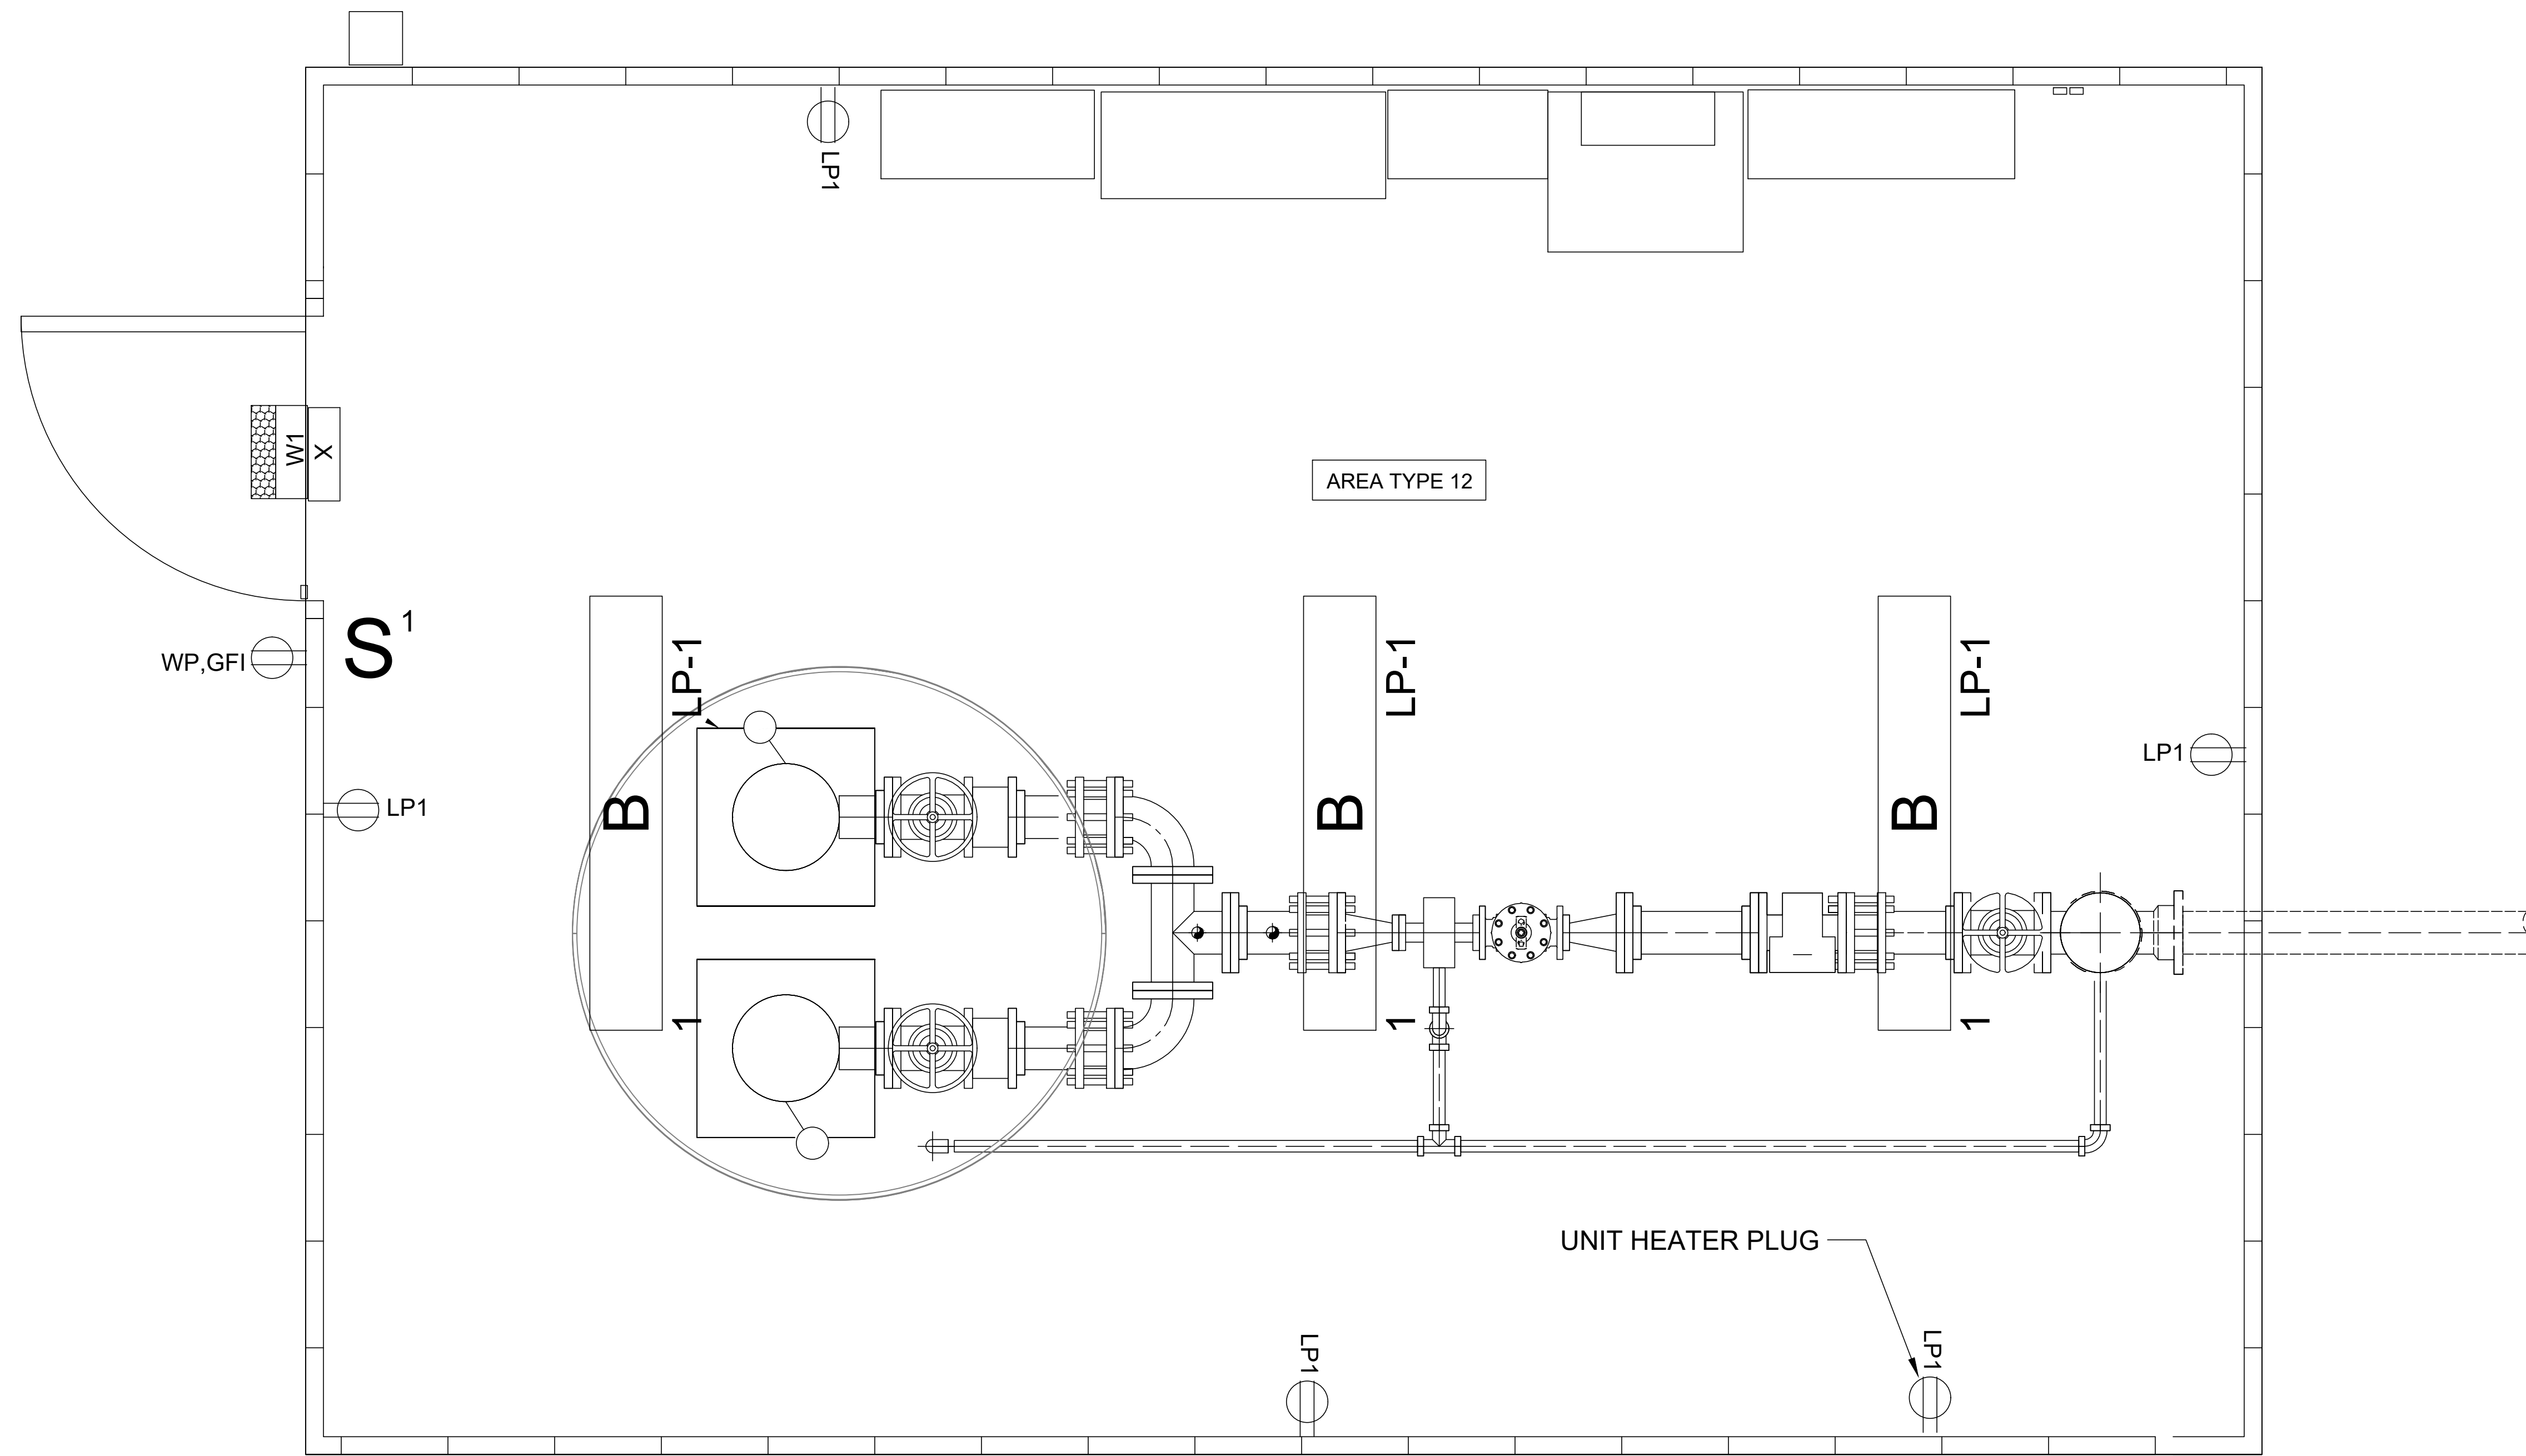 LP1
W1
X
AREA TYPE 12
S 1
WP,GFI
LP-1
LP-1
LP-1
LP1
LP1
B
B
B
1
1
1
UNIT HEATER PLUG
LP1
LP1